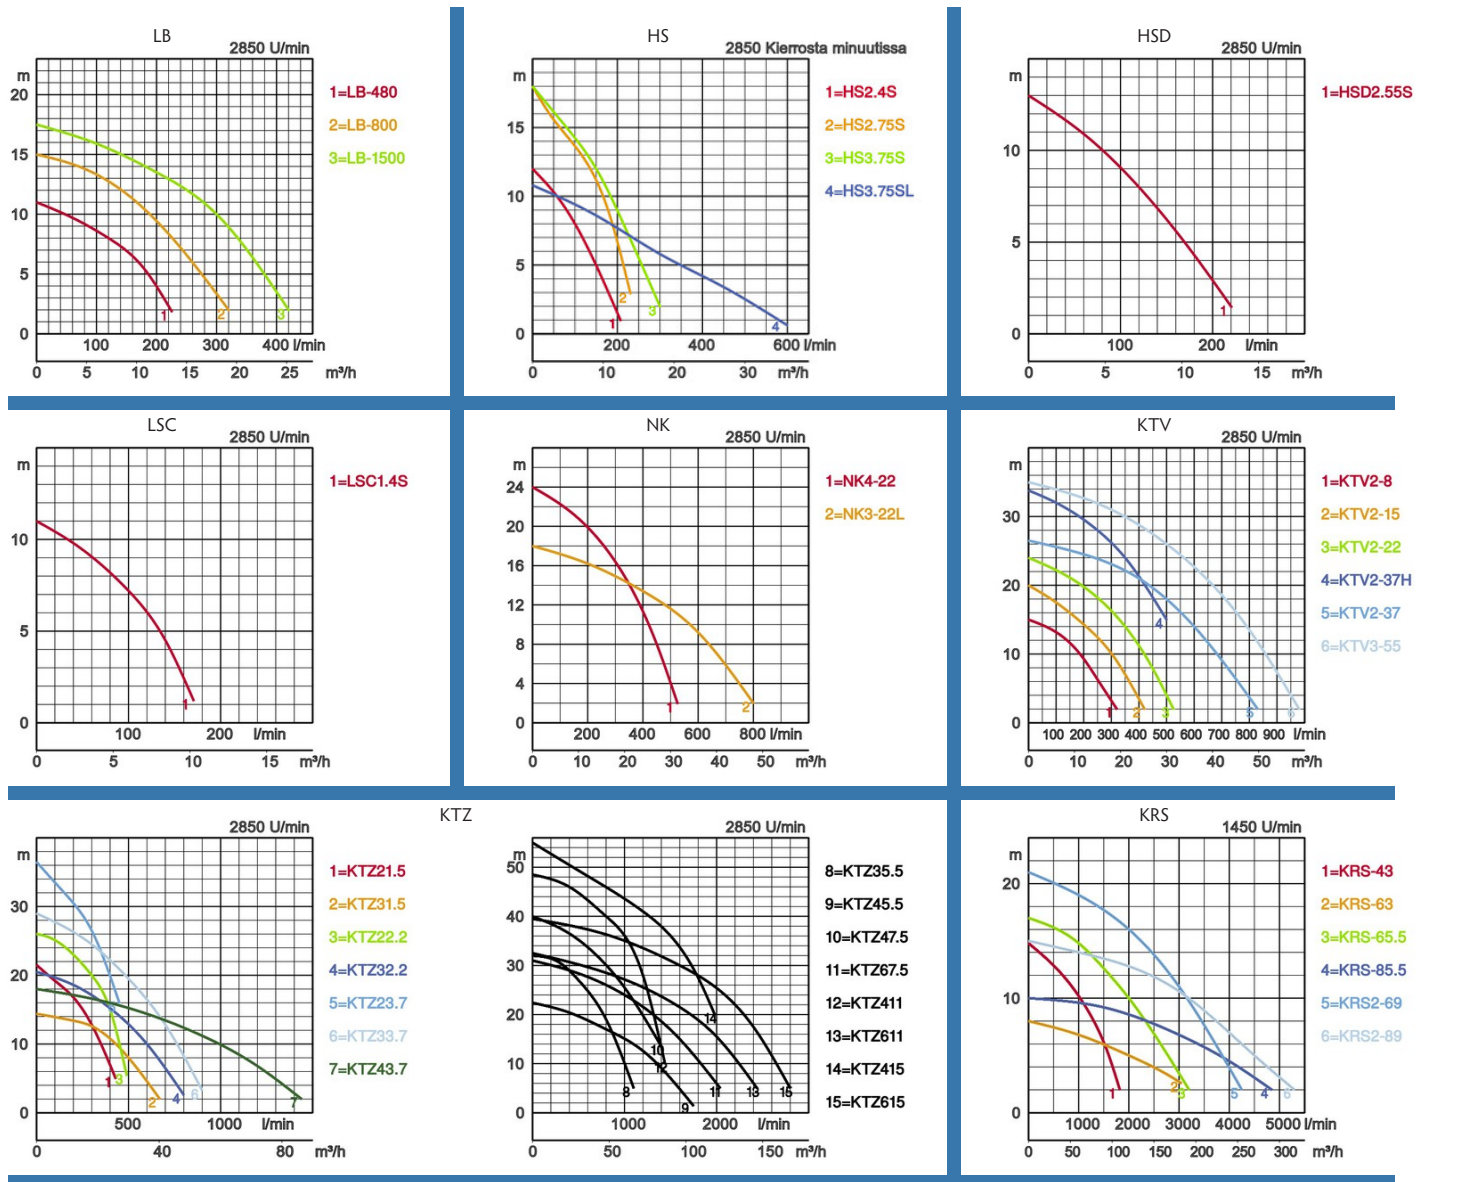 LB
2850 U/min
m
20
15
10
5
0
100 200 300 400 l/min
0 5 10 15 20 25 m³/h
1=LB-480
2=LB-800
3=LB-1500
1 2 3
HS
2850 Kierrosta minuutissa
m
15
10
5
0
200 400 600 l/min
0 10 20 30 m³/h
1=HS2.4S
2=HS2.75S
3=HS3.75S
4=HS3.75SL
1 2 3 4
HSD
2850 U/min
m
10
5
0
100 200 l/min
0 5 10 15 m³/h
1=HSD2.55S
1
LSC
2850 U/min
m
10
5
0
100 200 l/min
0 5 10 15 m³/h
1=LSC1.4S
1
NK
2850 U/min
m
24
20
16
12
8
4
0
200 400 600 800 l/min
0 10 20 30 40 50 m³/h
1=NK4-22
2=NK3-22L
1 2
KTV
2850 U/min
m
30
20
10
0
100 200 300 400 500 600 700 800 900 l/min
0 10 20 30 40 50 m³/h
1=KTV2-8
2=KTV2-15
3=KTV2-22
4=KTV2-37H
5=KTV2-37
6=KTV3-55
1 2 3 4 5 6
KTZ
2850 U/min
m
30
20
10
0
500 1000 l/min
0 40 80 m³/h
1=KTZ21.5
2=KTZ31.5
3=KTZ22.2
4=KTZ32.2
5=KTZ23.7
6=KTZ33.7
7=KTZ43.7
1 3 2 4 6 7
2850 U/min
m
50
40
30
20
10
0
1000 2000 l/min
0 50 100 150 m³/h
8=KTZ35.5
9=KTZ45.5
10=KTZ47.5
11=KTZ67.5
12=KTZ411
13=KTZ611
14=KTZ415
15=KTZ615
14
10
12
8 9 11 13 15
KRS
1450 U/min
m
20
10
0
1000 2000 3000 4000 5000 l/min
0 50 100 150 200 250 300 m³/h
1=KRS-43
2=KRS-63
3=KRS-65.5
4=KRS-85.5
5=KRS2-69
6=KRS2-89
1 2 3 5 4 6